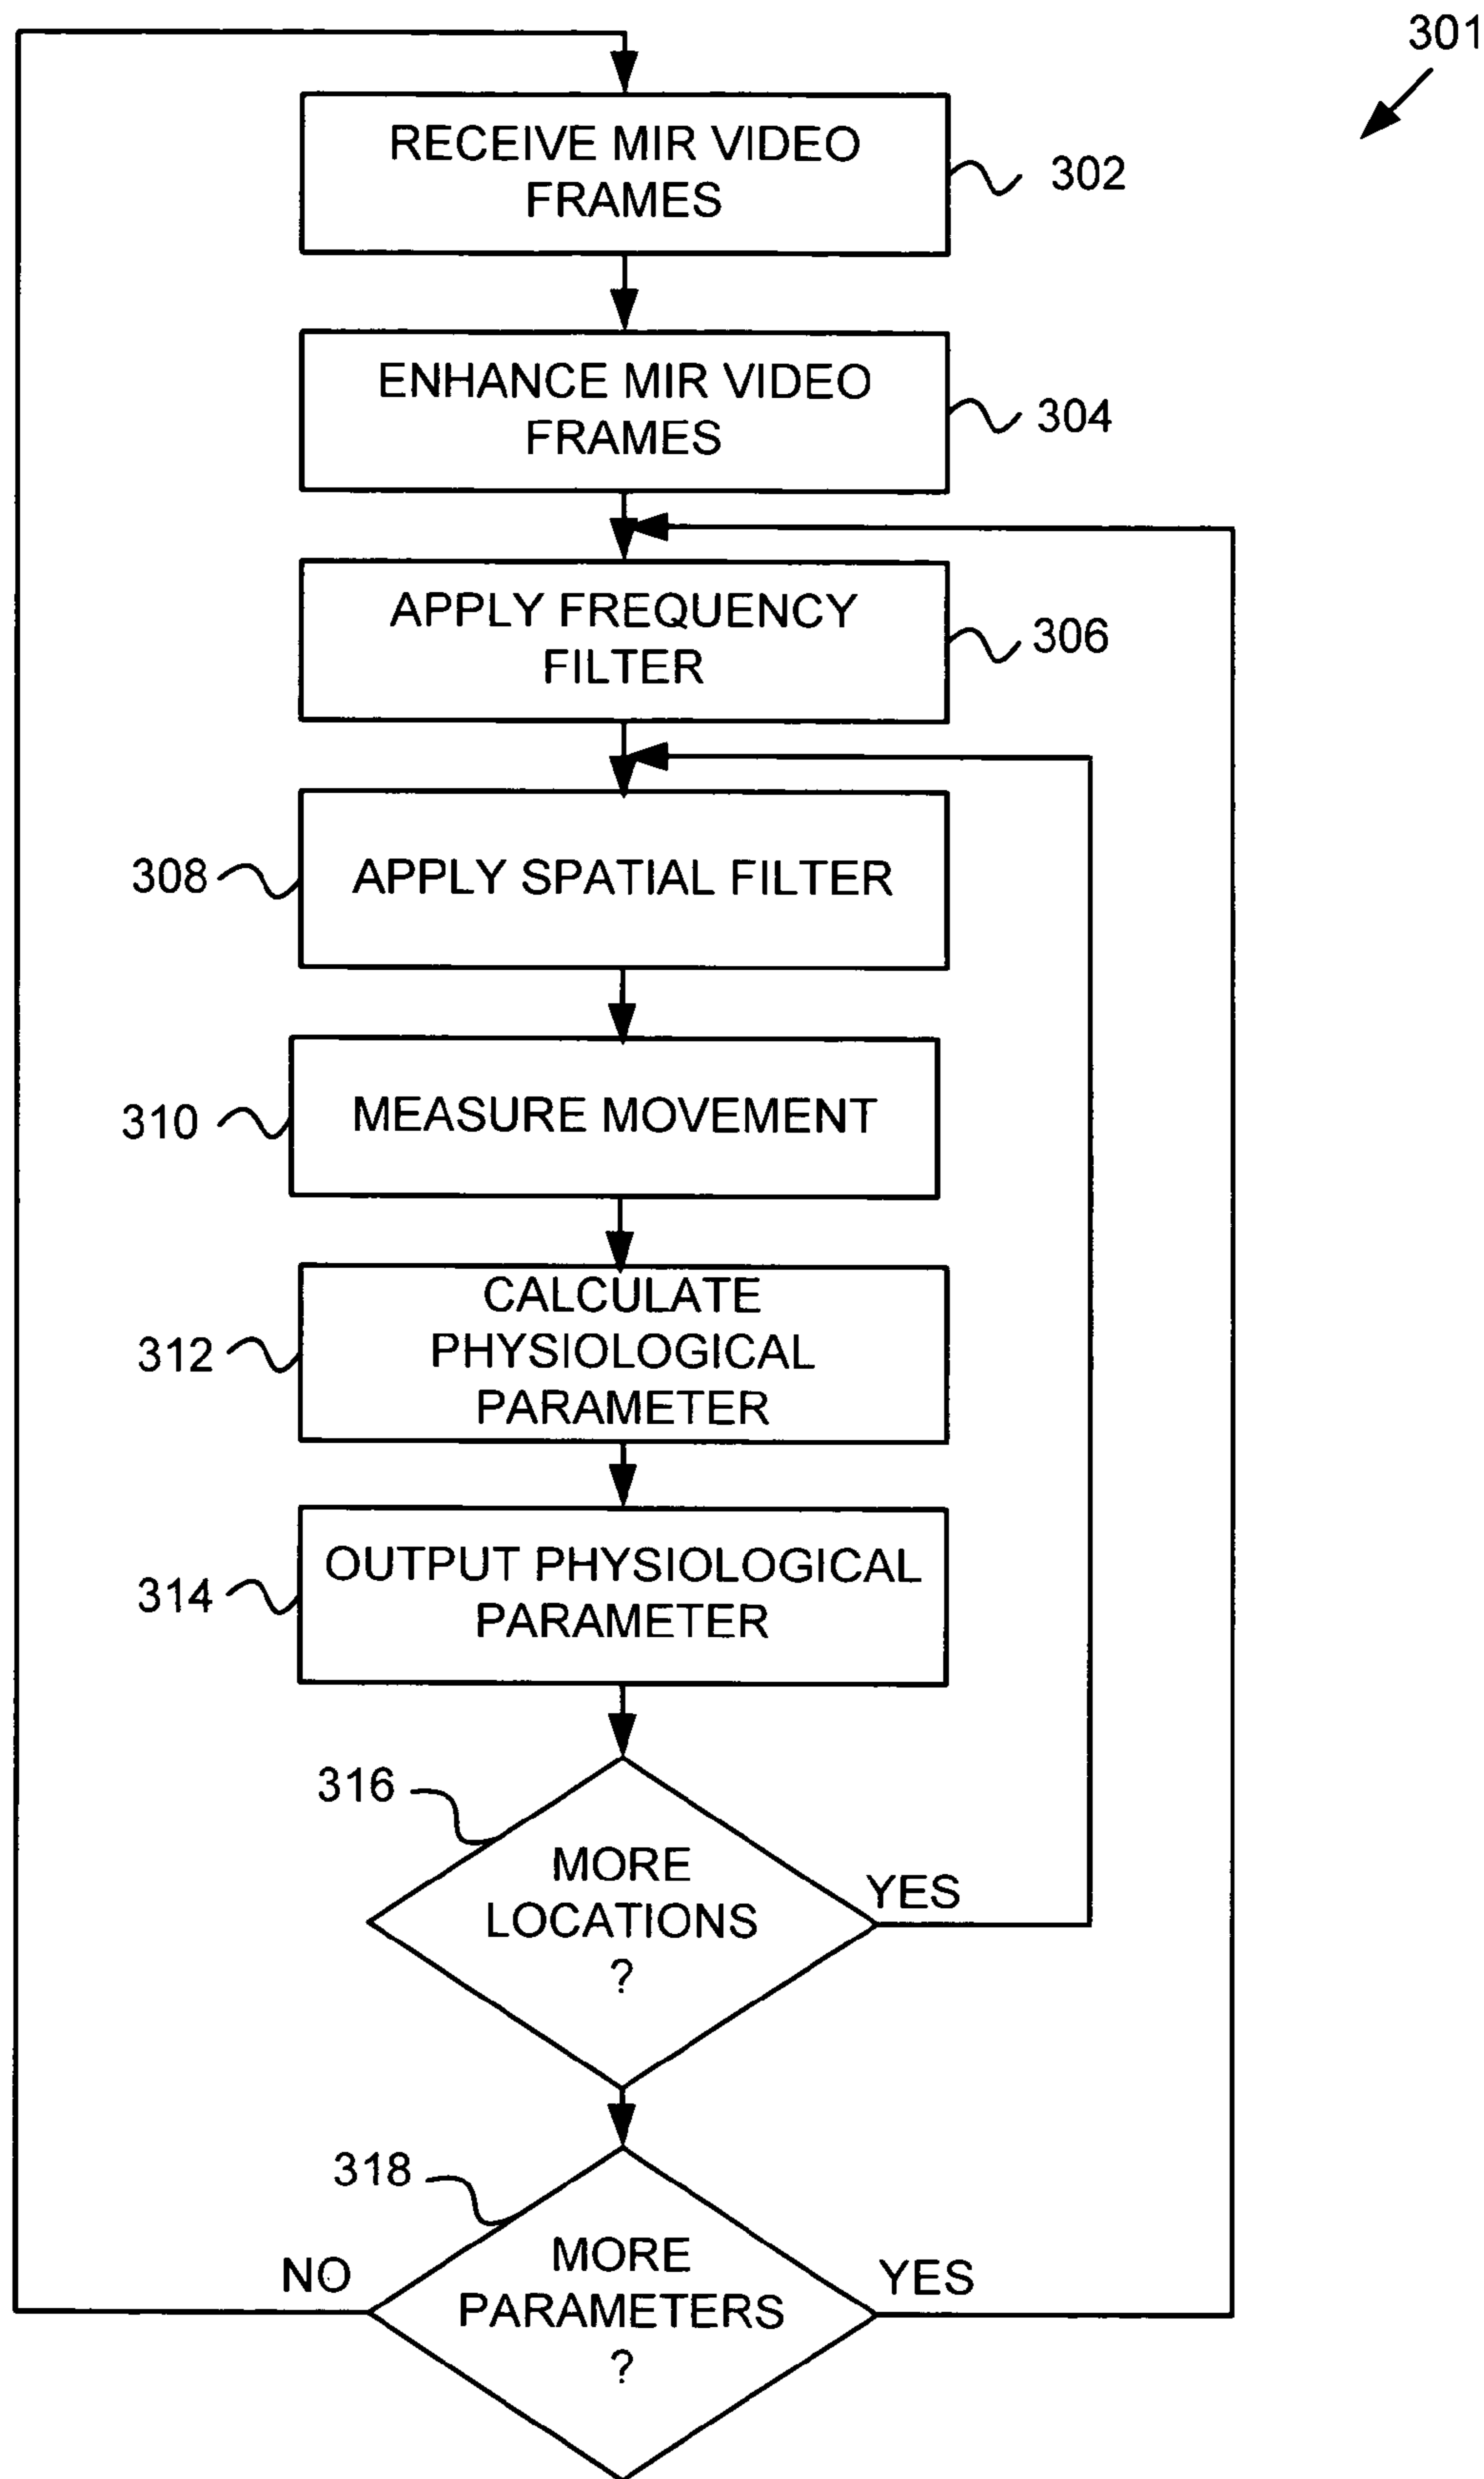 301
RECEIVE MIR VIDEO
FRAMES
302
ENHANCE MIR VIDEO
FRAMES
304
APPLY FREQUENCY
FILTER
306
308
APPLY SPATIAL FILTER
310
MEASURE MOVEMENT
312
CALCULATE
PHYSIOLOGICAL
PARAMETER
314
OUTPUT PHYSIOLOGICAL
PARAMETER
316
MORE
LOCATIONS
?
YES
318
MORE
PARAMETERS
?
NO
YES